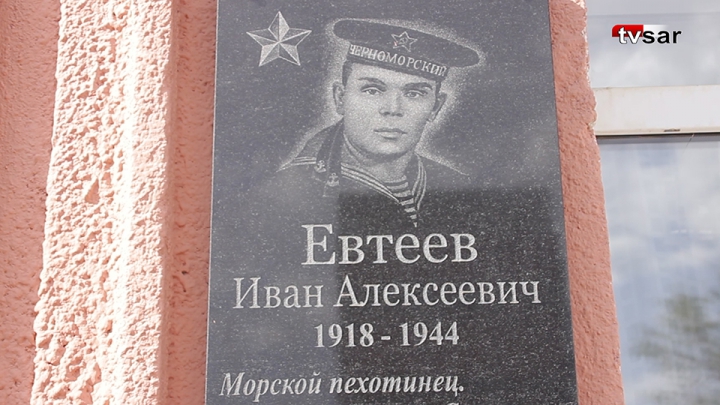 tvsar
ЧЕРНОМОРСКИЙ
Евтеев
Иван Алексеевич
1918 - 1944
Морской пехотинец.